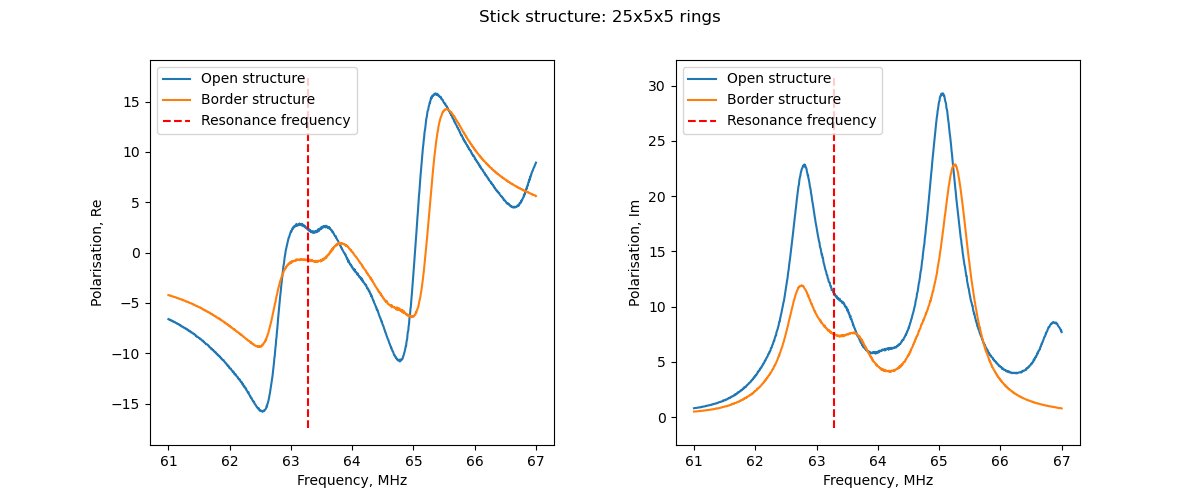 Stick structure: 25x5x5 rings
Open structure
Border structure
Resonance frequency
Polarisation, Re
15
10
5
0
−5
−10
−15
61 62 63 64 65 66 67
Frequency, MHz
Open structure
Border structure
Resonance frequency
Polarisation, Im
30
25
20
15
10
5
0
61 62 63 64 65 66 67
Frequency, MHz